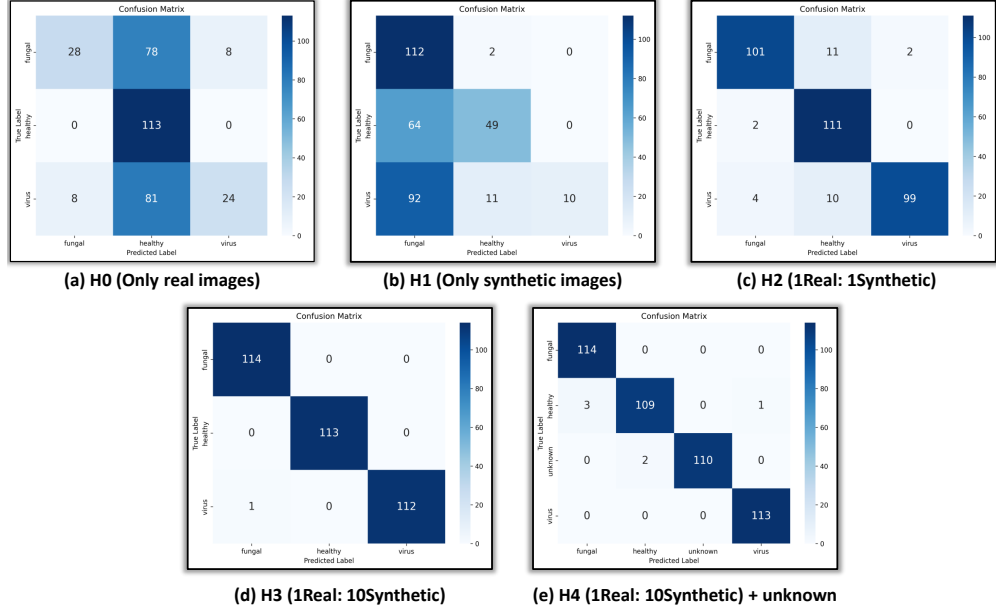 Confusion Matrix
fungal 28 78 8
healthy 0 113 0
virus 8 81 24
True Label
fungal healthy virus
Predicted Label
0 20 40 60 80 100
(a) H0 (Only real images)
Confusion Matrix
fungal 112 2 0
healthy 64 49 0
virus 92 11 10
True Label
fungal healthy virus
Predicted Label
0 20 40 60 80 100
(b) H1 (Only synthetic images)
Confusion Matrix
fungal 101 11 2
healthy 2 111 0
virus 4 10 99
True Label
fungal healthy virus
Predicted Label
0 20 40 60 80 100
(c) H2 (1Real: 1Synthetic)
Confusion Matrix
fungal 114 0 0
healthy 0 113 0
virus 1 0 112
True Label
fungal healthy virus
Predicted Label
0 20 40 60 80 100
(d) H3 (1Real: 10Synthetic)
Confusion Matrix
fungal 114 0 0 0
healthy 3 109 0 1
unknown 0 2 110 0
virus 0 0 0 113
True Label
fungal healthy unknown virus
Predicted Label
0 20 40 60 80 100
(e) H4 (1Real: 10Synthetic) + unknown